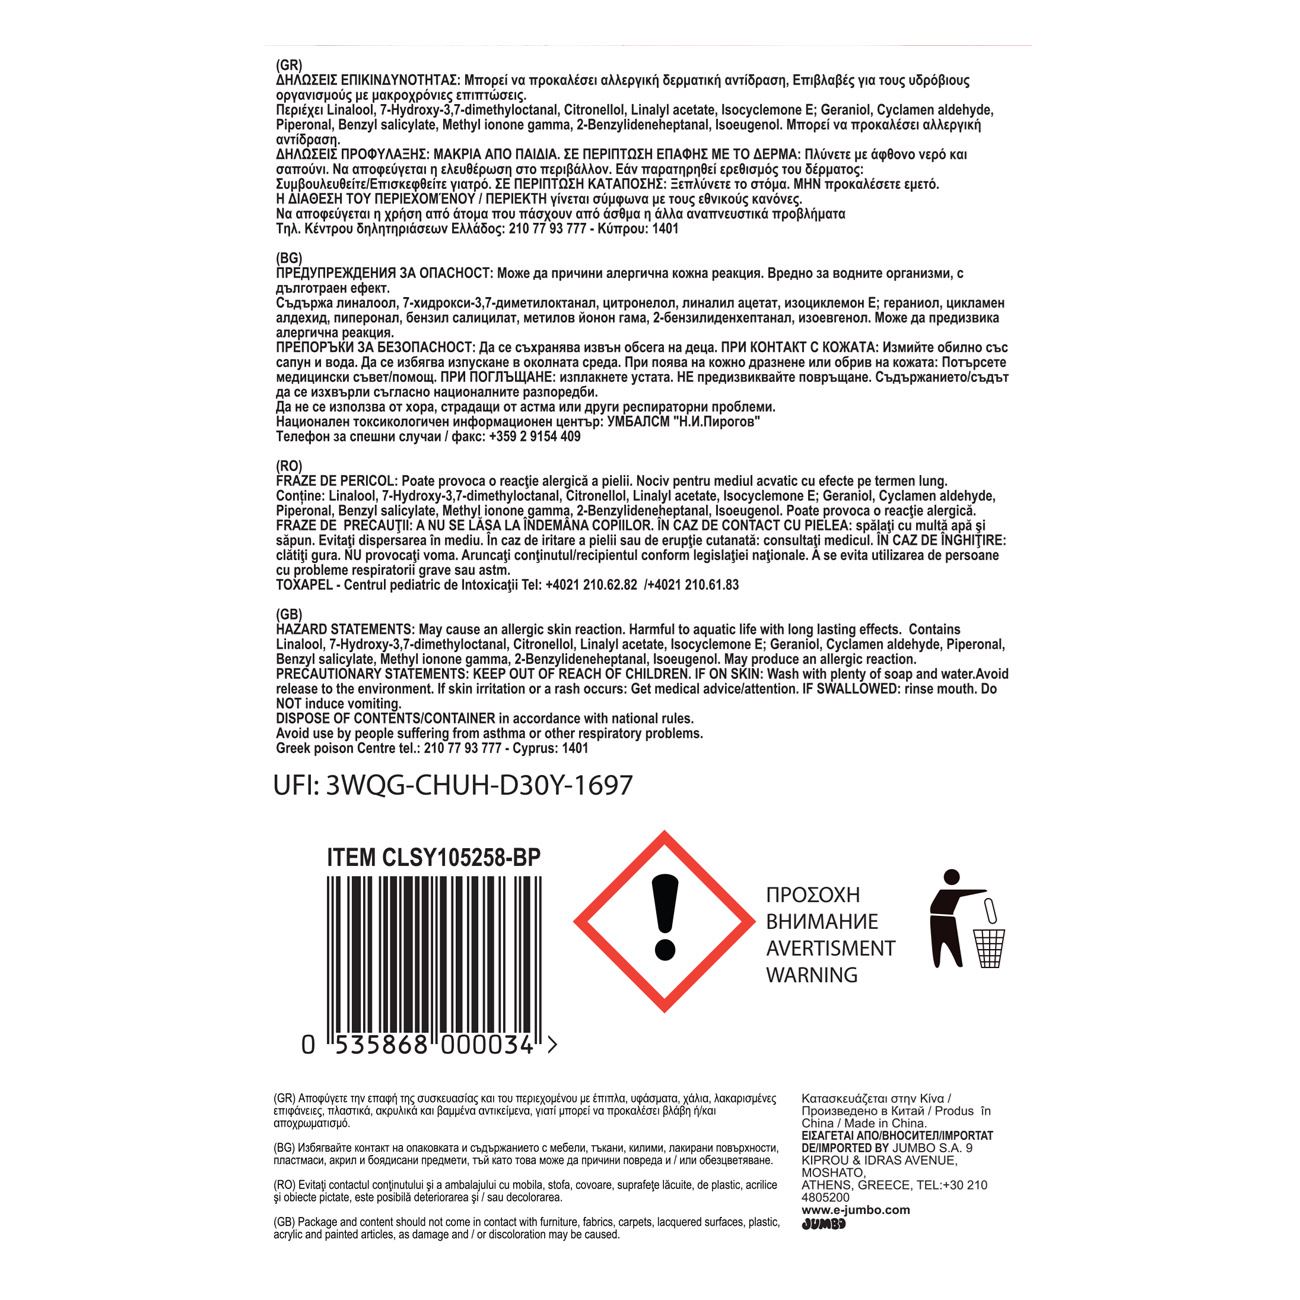 (GR)
ΔΗΛΩΣΕΙΣ ΕΠΙΚΙΝΔΥΝΟΤΗΤΑΣ: Μπορεί να προκαλέσει αλλεργική δερματική αντίδραση, Επιβλαβές για τους υδρόβιους
οργανισμούς με μακροχρόνιες επιπτώσεις.
Περιέχει Linalool, 7-Hydroxy-3,7-dimethyloctanal, Citronellol, Linalyl acetate, Isocyclemone E; Geraniol, Cyclamen aldehyde,
Piperonal, Benzyl salicylate, Methyl ionone gamma, 2-Benzylideneheptanal, Isoeugenol. Μπορεί να προκαλέσει αλλεργική
αντίδραση.
ΔΗΛΩΣΕΙΣ ΠΡΟΦΥΛΑΞΗΣ: ΜΑΚΡΙΑ ΑΠΟ ΠΑΙΔΙΑ. ΣΕ ΠΕΡΙΠΤΩΣΗ ΕΠΑΦΗΣ ΜΕ ΤΟ ΔΕΡΜΑ: Πλύνετε με άφθονο νερό και
σαπούνι. Να αποφεύγεται η ελευθέρωση στο περιβάλλον. Εάν παρατηρηθεί ερεθισμός του δέρματος:
Συμβουλευθείτε/Επισκεφθείτε γιατρό. ΣΕ ΠΕΡΙΠΤΩΣΗ ΚΑΤΑΠΟΣΗΣ: Ξεπλύνετε το στόμα. ΜΗΝ προκαλέσετε εμετό.
Η ΔΙΑΘΕΣΗ ΤΟΥ ΠΕΡΙΕΧΟΜΈΝΟΥ / ΠΕΡΙΕΚΤΗ γίνεται σύμφωνα με τους εθνικούς κανόνες.
Να αποφεύγεται η χρήση από άτομα που πάσχουν από άσθμα η άλλα αναπνευστικά προβλήματα
Τηλ. Κέντρου δηλητηριάσεων Ελλάδος: 210 77 93 777 - Κύπρου: 1401
(BG)
ПРЕДУПРЕЖДЕНИЯ ЗА ОПАСНОСТ: Може да причини алергична кожна реакция. Вредно за водните организми, с
дълготраен ефект.
Съдържа линалоол, 7-хидрокси-3,7-диметилоктанал, цитронелол, линалил ацетат, изоциклемон Е; гераниол, цикламен
алдехид, пиперонал, бензил салицилат, метилов йонон гама, 2-бензилиденхептанал, изоевгенол. Може да предизвика
алергична реакция.
ПРЕПОРЪКИ ЗА БЕЗОПАСНОСТ: Да се съхранява извън обсега на деца. ПРИ КОНТАКТ С КОЖАТА: Измийте обилно със
сапун и вода. Да се избягва изпускане в околната среда. При поява на кожно дразнене или обрив на кожата: Потърсете
медицински съвет/помощ. ПРИ ПОГЛЪЩАНЕ: изплакнете устата. НЕ предизвиквайте повръщане. Съдържанието/съдът
да се изхвърли съгласно националните разпоредби.
Да не се използва от хора, страдащи от астма или други респираторни проблеми.
Национален токсикологичен информационен център: УМБАЛСМ "Н.И.Пирогов"
Телефон за спешни случаи / факс: +359 2 9154 409
(RO)
FRAZE DE PERICOL: Poate provoca o reacţie alergică a pielii. Nociv pentru mediul acvatic cu efecte pe termen lung.
Conține: Linalool, 7-Hydroxy-3,7-dimethyloctanal, Citronellol, Linalyl acetate, Isocyclemone E; Geraniol, Cyclamen aldehyde,
Piperonal, Benzyl salicylate, Methyl ionone gamma, 2-Benzylideneheptanal, Isoeugenol. Poate provoca o reacţie alergică.
FRAZE DE  PRECAUŢII: A NU SE LĂSA LA ÎNDEMÂNA COPIILOR. ÎN CAZ DE CONTACT CU PIELEA: spălaţi cu multă apă şi
săpun. Evitaţi dispersarea în mediu. În caz de iritare a pielii sau de erupţie cutanată: consultaţi medicul. ÎN CAZ DE ÎNGHIŢIRE:
clătiţi gura. NU provocaţi voma. Aruncaţi conţinutul/recipientul conform legislaţiei naţionale. A se evita utilizarea de persoane
cu probleme respiratorii grave sau astm.
TOXAPEL - Centrul pediatric de Intoxicaţii Tel: +4021 210.62.82  /+4021 210.61.83
(GB)
HAZARD STATEMENTS: May cause an allergic skin reaction. Harmful to aquatic life with long lasting effects.  Contains
Linalool, 7-Hydroxy-3,7-dimethyloctanal, Citronellol, Linalyl acetate, Isocyclemone E; Geraniol, Cyclamen aldehyde, Piperonal,
Benzyl salicylate, Methyl ionone gamma, 2-Benzylideneheptanal, Isoeugenol. May produce an allergic reaction.
PRECAUTIONARY STATEMENTS: KEEP OUT OF REACH OF CHILDREN. IF ON SKIN: Wash with plenty of soap and water.Avoid
release to the environment. If skin irritation or a rash occurs: Get medical advice/attention. IF SWALLOWED: rinse mouth. Do
NOT induce vomiting.
DISPOSE OF CONTENTS/CONTAINER in accordance with national rules.
Avoid use by people suffering from asthma or other respiratory problems.
Greek poison Centre tel.: 210 77 93 777 - Cyprus: 1401
UFI: 3WQG-CHUH-D30Y-1697
ITEM CLSY105258-BP
0 535868 000034 >
ΠΡΟΣΟΧΗ
ВНИМАНИЕ
AVERTISMENT
WARNING
(GR) Αποφύγετε την επαφή της συσκευασίας και του περιεχομένου με έπιπλα, υφάσματα, χάλια, λακαρισμένες
επιφάνειες, πλαστικά, ακρυλικά και βαμμένα αντικείμενα, γιατί μπορεί να προκαλέσει βλάβη ή/και
αποχρωματισμό.
(BG) Избягвайте контакт на опаковката и съдържанието с мебели, тъкани, килими, лакирани повърхности,
пластмаси, акрил и боядисани предмети, тъй като това може да причини повреда и / или обезцветяване.
(RO) Evitaţi contactul conţinutului şi a ambalajului cu mobila, stofa, covoare, suprafeţe lăcuite, de plastic, acrilice
şi obiecte pictate, este posibilă deteriorarea şi / sau decolorarea.
(GB) Package and content should not come in contact with furniture, fabrics, carpets, lacquered surfaces, plastic,
acrylic and painted articles, as damage and / or discoloration may be caused.
Κατασκευάζεται στην Κίνα /
Произведено в Китай / Produs  în
China / Made in China.
ΕΙΣΑΓΕΤΑΙ ΑΠΟ/ВНОСИТЕЛ/IMPORTAT
DE/IMPORTED BY JUMBO S.A. 9
KIPROU & IDRAS AVENUE,
MOSHATO,
ATHENS, GREECE, TEL:+30 210
4805200
www.e-jumbo.com
JUMBO